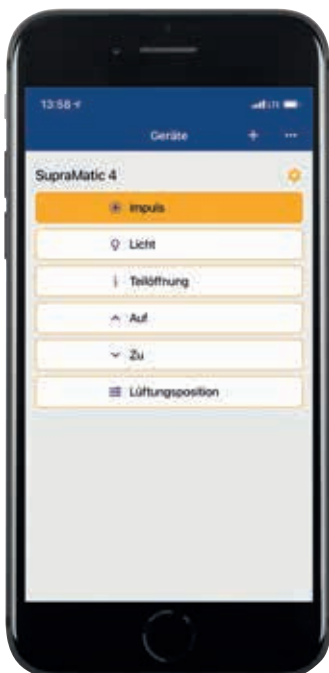 13:58
Geräte
SupraMatic 4
Impuls
Licht
Teilöffnung
Auf
Zu
Lüftungsposition